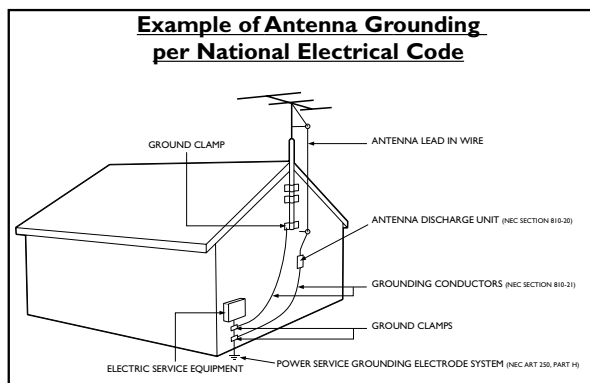 Example of Antenna Grounding
per National Electrical Code
GROUND CLAMP
ANTENNA LEAD IN WIRE
ANTENNA DISCHARGE UNIT (NEC SECTION 810-20)
GROUNDING CONDUCTORS (NEC SECTION 810-21)
GROUND CLAMPS
ELECTRIC SERVICE EQUIPMENT
POWER SERVICE GROUNDING ELECTRODE SYSTEM (NEC ART 250, PART H)